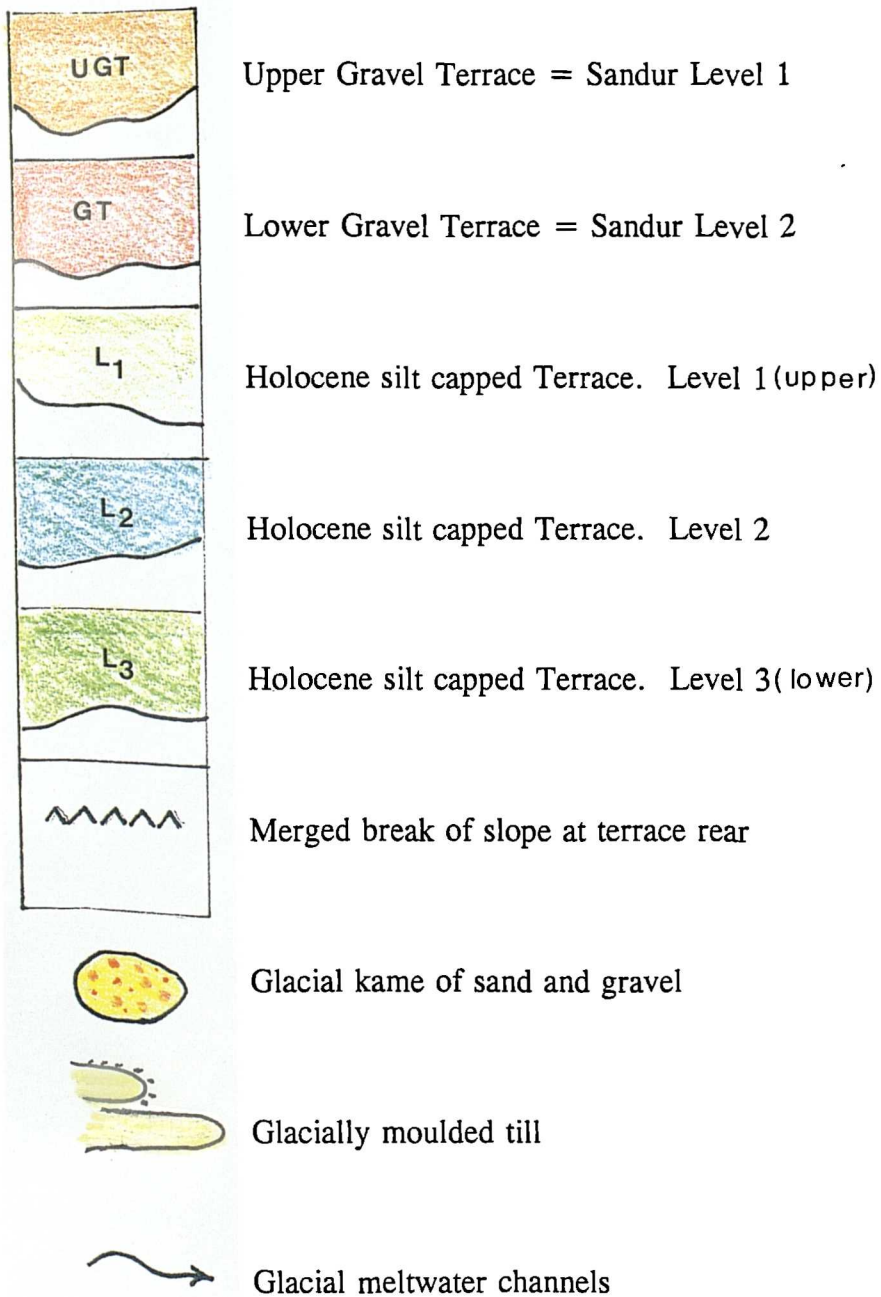 UGT Upper Gravel Terrace = Sandur Level 1
GT Lower Gravel Terrace = Sandur Level 2
L1 Holocene silt capped Terrace. Level 1(upper)
L2 Holocene silt capped Terrace. Level 2
L3 Holocene silt capped Terrace. Level 3(lower)
Merged break of slope at terrace rear
Glacial kame of sand and gravel
Glacially moulded till
Glacial meltwater channels